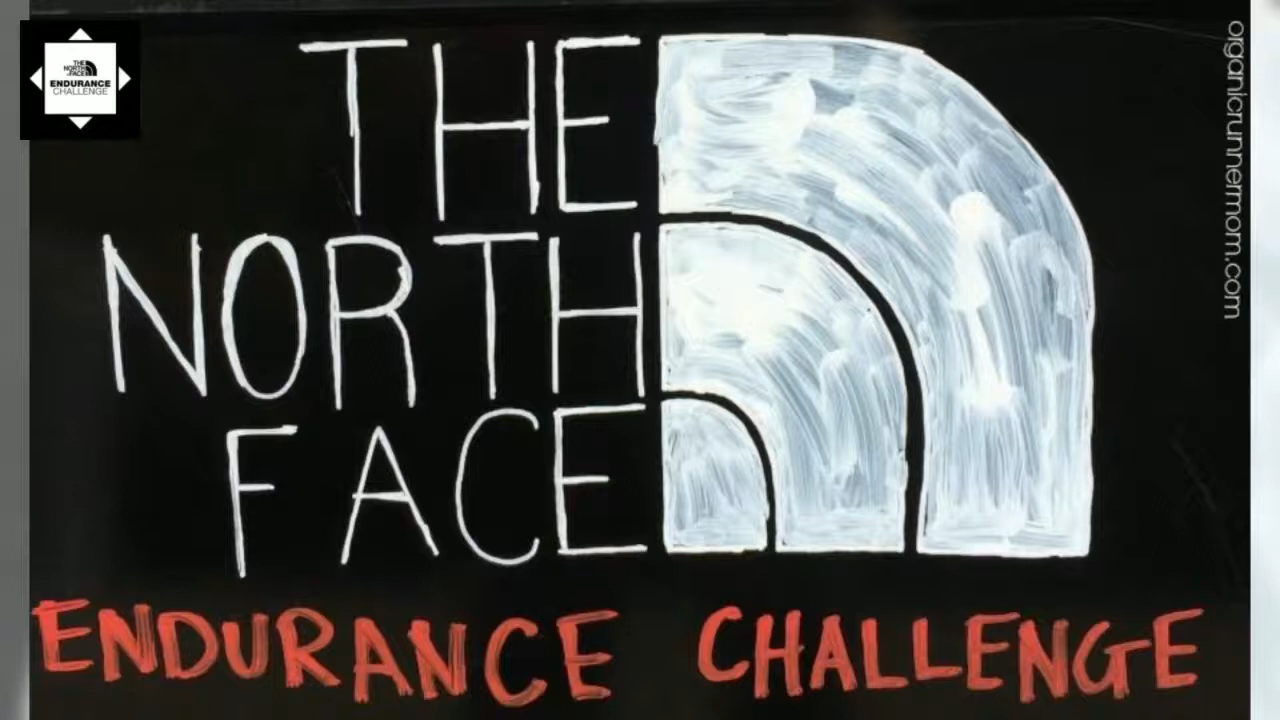 THE
NORTH
FACE
ENDURANCE
CHALLENGE
THE
NORTH
FACE
ENDURANCE CHALLENGE
organicrunnermom.com